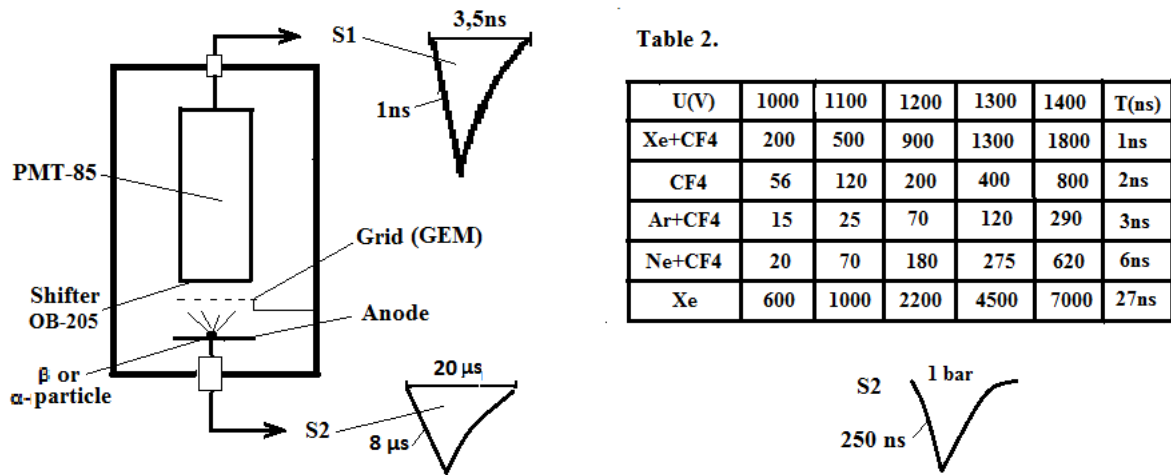 S1
3,5ns
1ns
PMT-85
Grid (GEM)
Shifter
OB-205
Anode
β or
α-particle
20 µs
S2
8 µs
Table 2.
U(V) 1000 1100 1200 1300 1400 T(ns)
Xe+CF4 200 500 900 1300 1800 1ns
CF4 56 120 200 400 800 2ns
Ar+CF4 15 25 70 120 290 3ns
Ne+CF4 20 70 180 275 620 6ns
Xe 600 1000 2200 4500 7000 27ns
S2 1 bar
250 ns